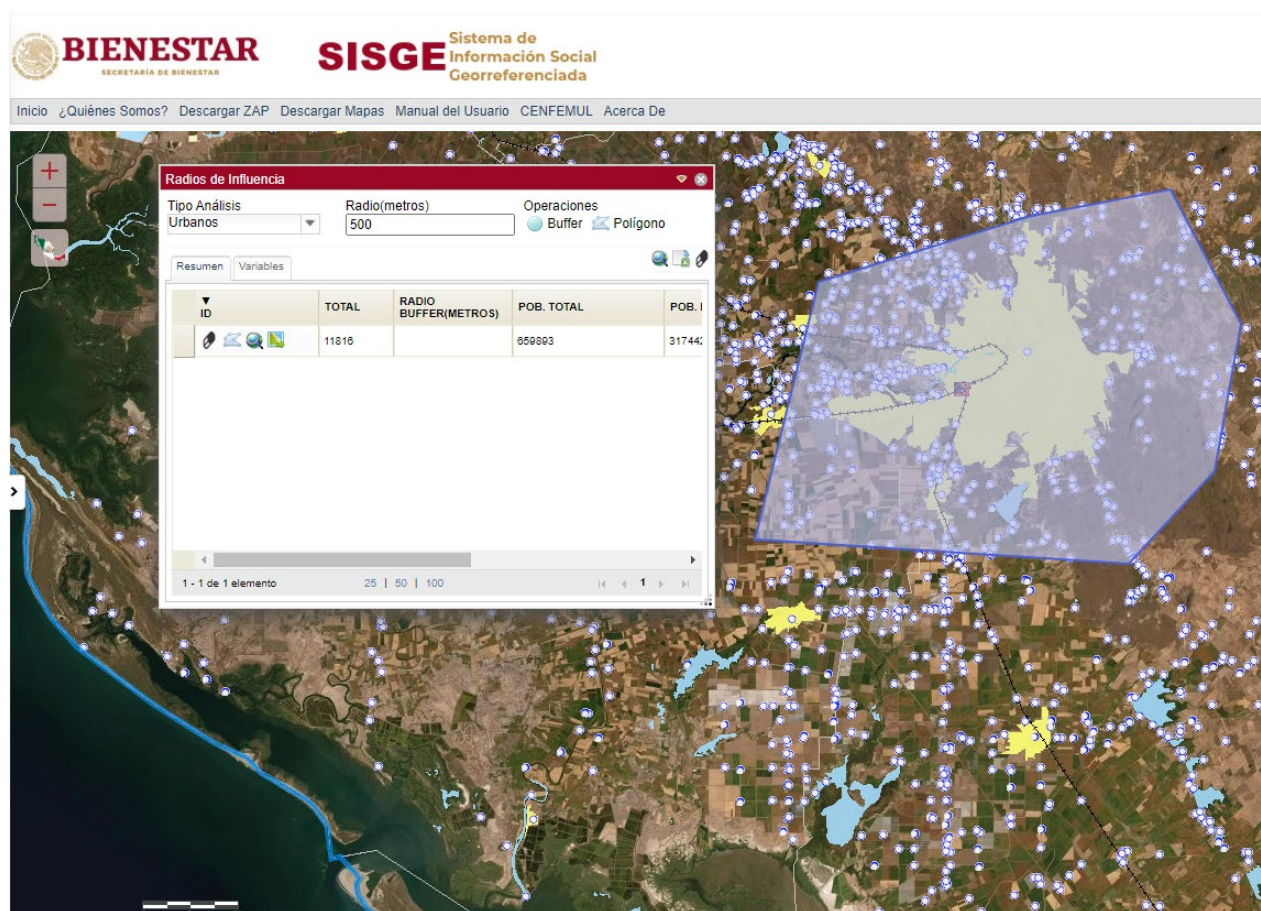 BIENESTAR
SECRETARÍA DE BIENESTAR
SISGE
Sistema de
Información Social
Georreferenciada
Inicio ¿Quiénes Somos? Descargar ZAP Descargar Mapas Manual del Usuario CENFEMUL Acerca De
+
−
Radios de Influencia
Tipo Análisis Radio(metros) Operaciones
Urbanos 500 Buffer Polígono
Resumen Variables
ID TOTAL RADIO BUFFER(METROS) POB. TOTAL POB.
11816 659893 317442
1 - 1 de 1 elemento 25 | 50 | 100 1